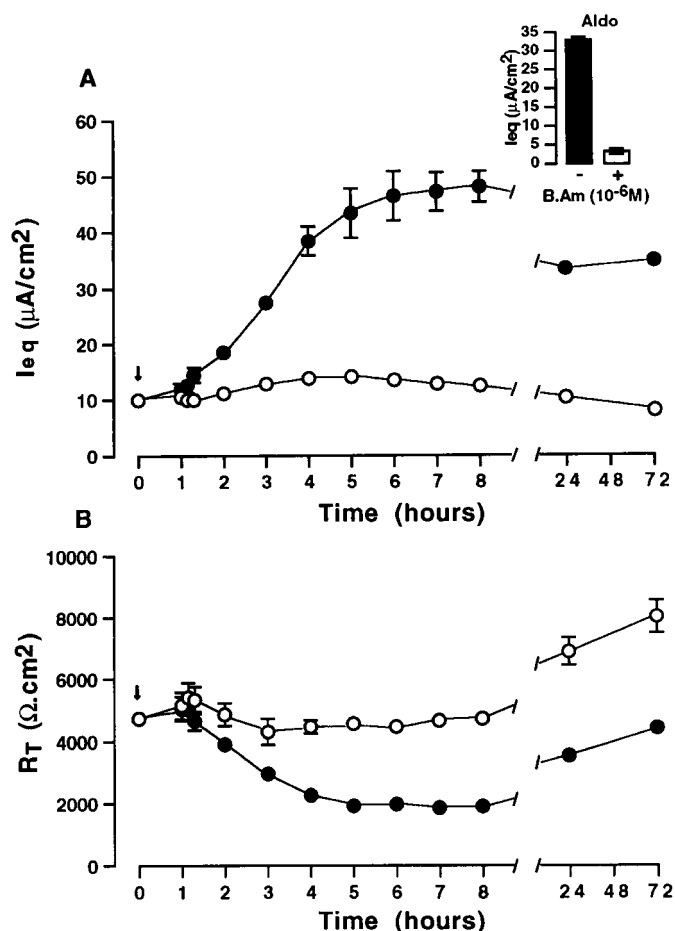 Aldo
35
30
25
20
15
10
5
0
Ieq (µA/cm2)
- +
B.Am (10-6M)
A
60
50
40
30
20
10
0
Ieq (µA/cm2)
0 1 2 3 4 5 6 7 8 24 48 72
Time (hours)
B
10000
8000
6000
4000
2000
0
RT (Ω.cm2)
0 1 2 3 4 5 6 7 8 24 48 72
Time (hours)